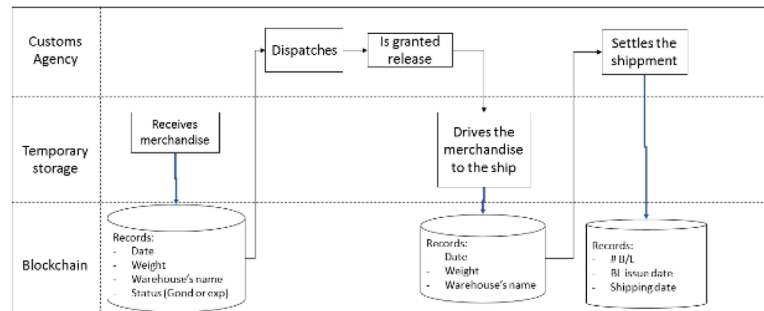 Customs
Agency
Dispatches
Is granted
release
Settles the
shippment
Temporary
storage
Receives
merchandise
Drives the
merchandise
to the ship
Blockchain
Records:
- Date
- Weight
- Warehouse's name
- Status (Good or exp)
Records:
Date
- Weight
- Warehouse's name
Records:
- # B/L
- BL issue date
- Shipping date